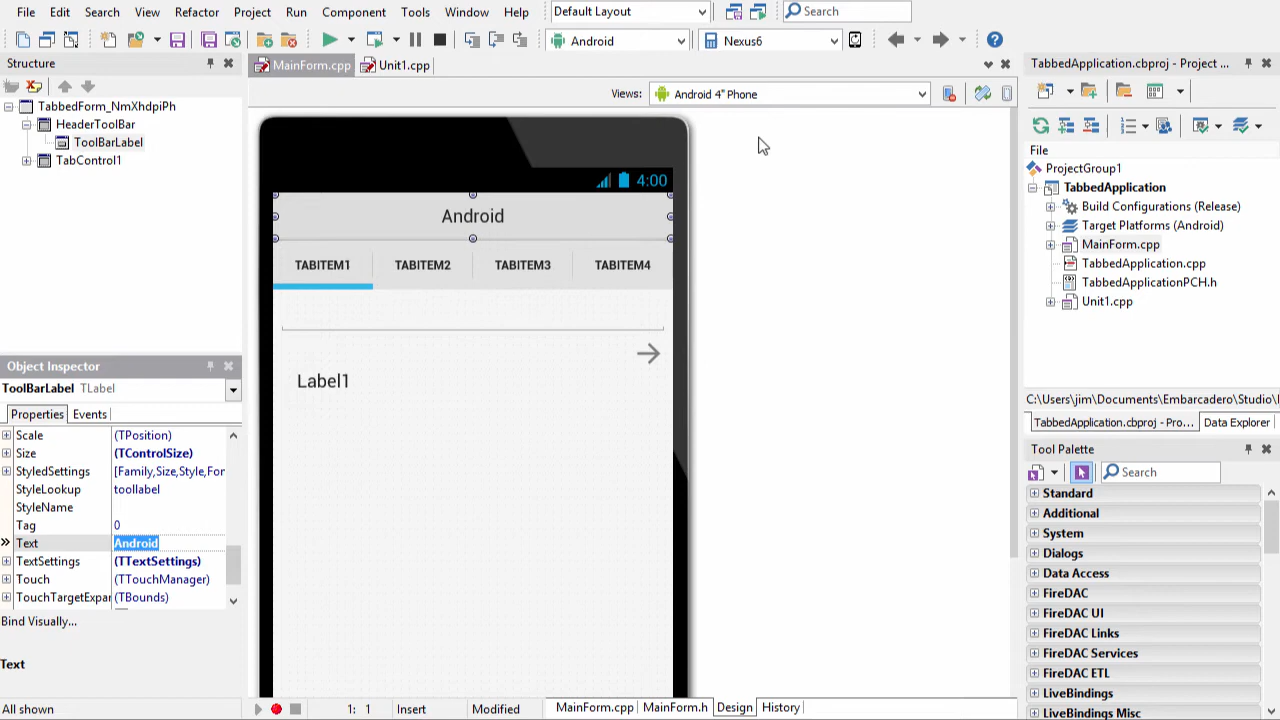 File Edit Search View Refactor Project Run Component Tools Window Help Default Layout Search
Android Nexus6
Structure
TabbedForm_NmXhdpiPh
HeaderToolBar
ToolBarLabel
TabControl1
Object Inspector
ToolBarLabel TLabel
Properties Events
Scale (TPosition)
Size (TControlSize)
StyledSettings [Family,Size,Style,For
StyleLookup toollabel
StyleName
Tag 0
Text Android
TextSettings (TTextSettings)
Touch (TTouchManager)
TouchTargetExpar (TBounds)
Bind Visually...
Text
All shown
MainForm.cpp Unit1.cpp
Views: Android 4" Phone
4:00
Android
TABITEM1 TABITEM2 TABITEM3 TABITEM4
Label1
1: 1 Insert Modified MainForm.cpp MainForm.h Design History
TabbedApplication.cbproj - Project ...
File
ProjectGroup1
TabbedApplication
Build Configurations (Release)
Target Platforms (Android)
MainForm.cpp
TabbedApplication.cpp
TabbedApplicationPCH.h
Unit1.cpp
C:\Users\jim\Documents\Embarcadero\Studio\
TabbedApplication.cbproj - Pro... Data Explorer
Tool Palette
Search
Standard
Additional
System
Dialogs
Data Access
FireDAC
FireDAC UI
FireDAC Links
FireDAC Services
FireDAC ETL
LiveBindings
LiveBindings Misc